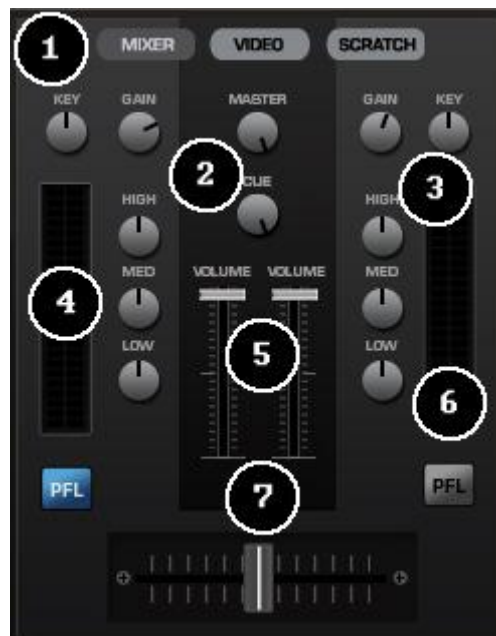 1 MIXER VIDEO SCRATCH
KEY GAIN MASTER GAIN KEY
2 CUE 3
HIGH HIGH
MED VOLUME VOLUME MED
4 5
LOW LOW
6
PFL 7 PFL